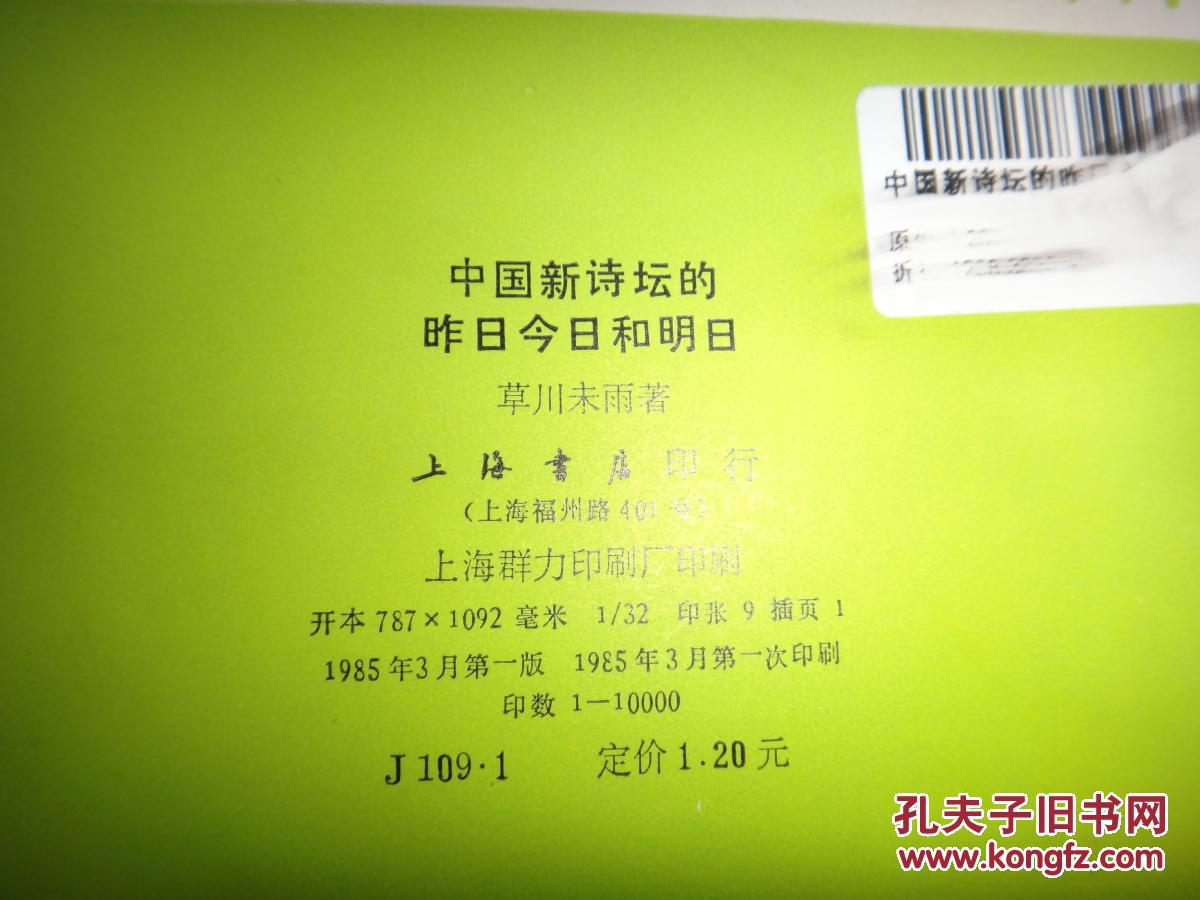 中国新诗坛的昨
中国新诗坛的
昨日今日和明日
草川未雨著
上海书店印行
（上海福州路401号）
上海群力印刷厂印刷
开本 787×1092 毫米 1/32 印张 9 插页 1
1985年3月第一版 1985年3月第一次印刷
印数 1—10000
J 109·1 定价1.20元
孔夫子旧书网
www.kongfz.com